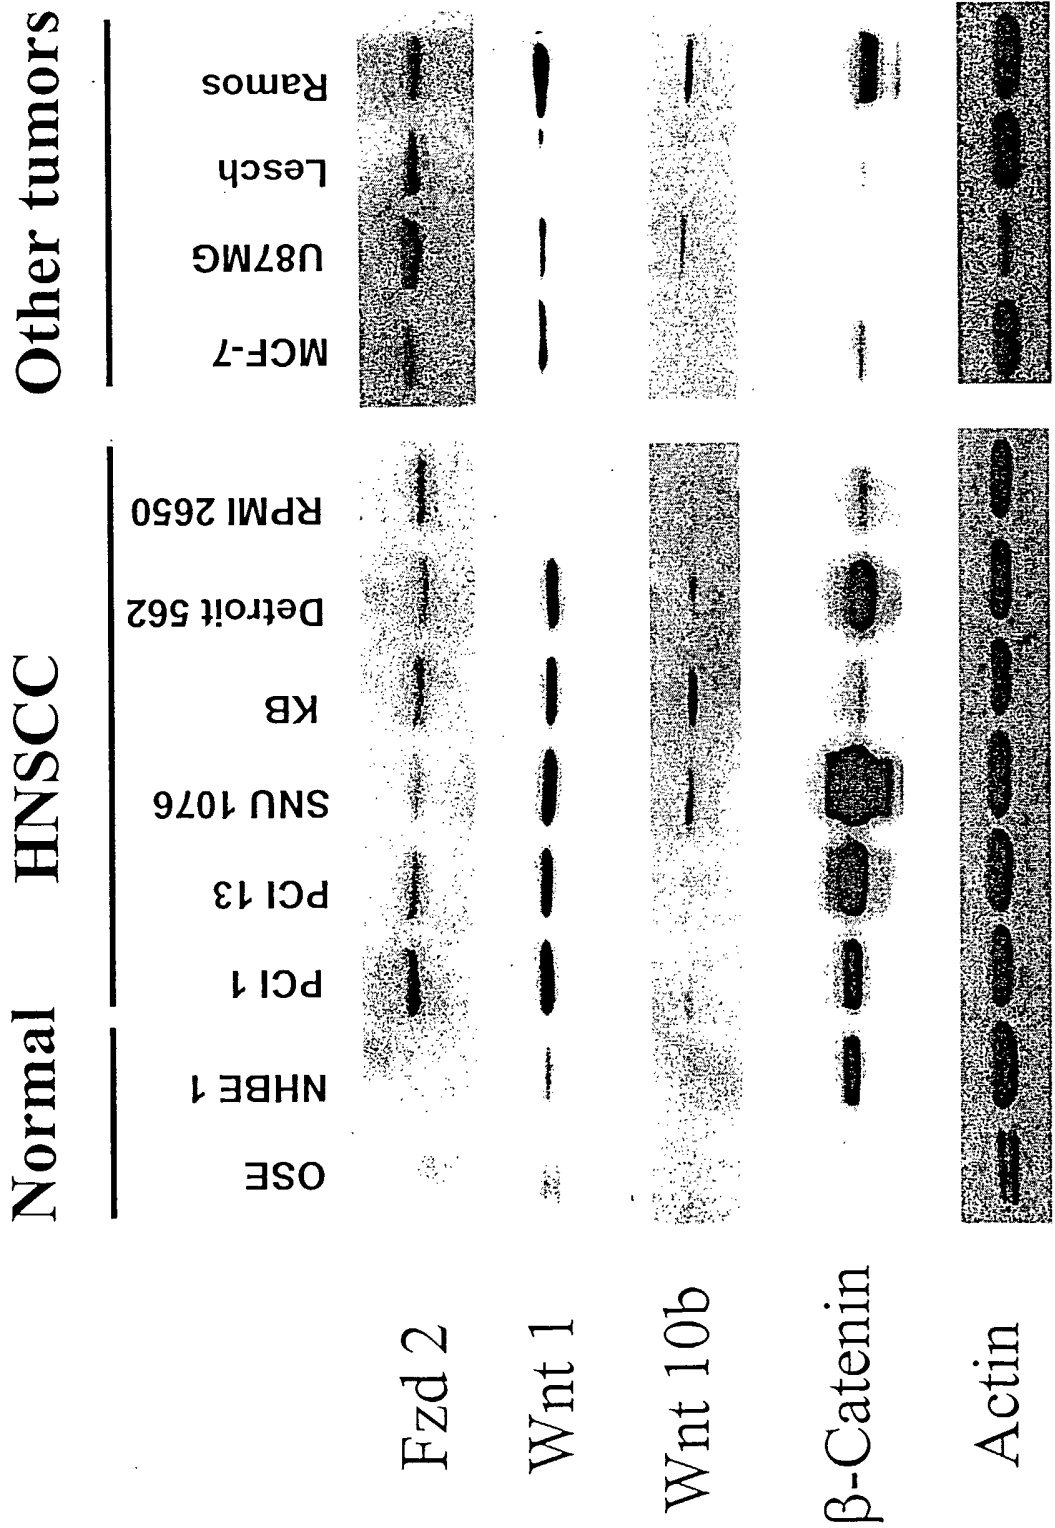 Normal HNSCC Other tumors
OSE NHBE 1 PCI 1 PCI 13 SNU 1076 KB Detroit 562 RPMI 2650 MCF-7 U87MG Lesch Ramos
Fzd 2
Wnt 1
Wnt 10b
β-Catenin
Actin